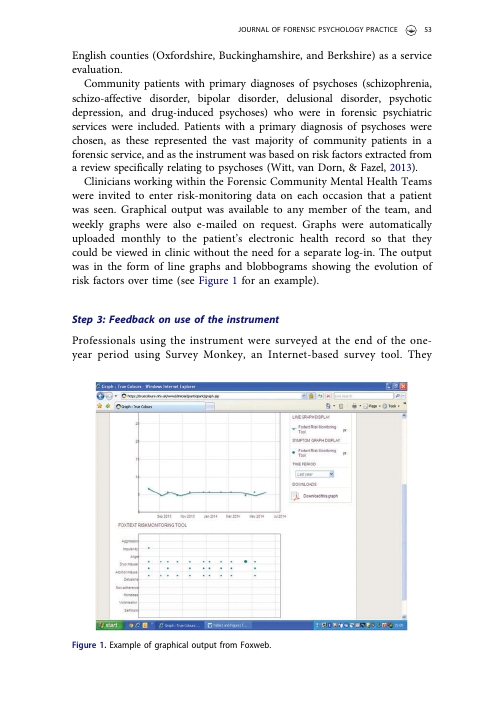 JOURNAL OF FORENSIC PSYCHOLOGY PRACTICE 53
English counties (Oxfordshire, Buckinghamshire, and Berkshire) as a service
evaluation.
Community patients with primary diagnoses of psychoses (schizophrenia,
schizo-affective disorder, bipolar disorder, delusional disorder, psychotic
depression, and drug-induced psychoses) who were in forensic psychiatric
services were included. Patients with a primary diagnosis of psychoses were
chosen, as these represented the vast majority of community patients in a
forensic service, and as the instrument was based on risk factors extracted from
a review specifically relating to psychoses (Witt, van Dorn, & Fazel, 2013).
Clinicians working within the Forensic Community Mental Health Teams
were invited to enter risk-monitoring data on each occasion that a patient
was seen. Graphical output was available to any member of the team, and
weekly graphs were also e-mailed on request. Graphs were automatically
uploaded monthly to the patient's electronic health record so that they
could be viewed in clinic without the need for a separate log-in. The output
was in the form of line graphs and blobbograms showing the evolution of
risk factors over time (see Figure 1 for an example).
Step 3: Feedback on use of the instrument
Professionals using the instrument were surveyed at the end of the one-
year period using Survey Monkey, an Internet-based survey tool. They
Graph : True Colours - Windows Internet Explorer
Graph : True Colours
Page Tools
LINE GRAPH DISPLAY
Foxtext Risk Monitoring
Tool
SYMPTOM GRAPH DISPLAY
Foxtext Risk Monitoring
Tool
TIME PERIOD
Last year
DOWNLOADS
Download this graph
Sep 2013 Nov 2013 Jan 2014 Mar 2014 May 2014 Jul 2014
FOXTEXT RISK MONITORING TOOL
Aggression
Impulsivity
Anger
Drug misuse
Alcohol misuse
Delusions
Non-adherence
Homeless
Victimisation
Self-harm
start
Figure 1. Example of graphical output from Foxweb.